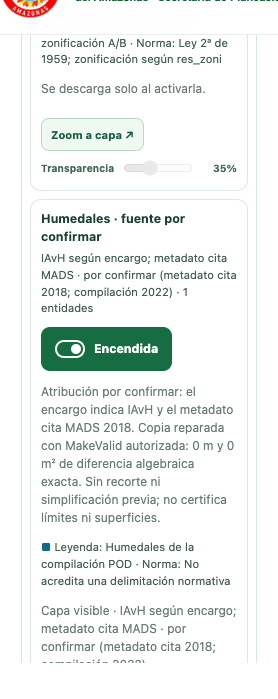 AMAZONAS
zonificación A/B · Norma: Ley 2ª de
1959; zonificación según res_zoni
Se descarga solo al activarla.
Zoom a capa ↗
Transparencia 35%
Humedales · fuente por
confirmar
IAvH según encargo; metadato cita
MADS · por confirmar (metadato cita
2018; compilación 2022) · 1
entidades
Encendida
Atribución por confirmar: el
encargo indica IAvH y el metadato
cita MADS 2018. Copia reparada
con MakeValid autorizada: 0 m y 0
m² de diferencia algebraica
exacta. Sin recorte ni
simplificación previa; no certifica
límites ni superficies.
Leyenda: Humedales de la
compilación POD · Norma: No
acredita una delimitación normativa
Capa visible · IAvH según encargo;
metadato cita MADS · por
confirmar (metadato cita 2018;
compilación 2022)